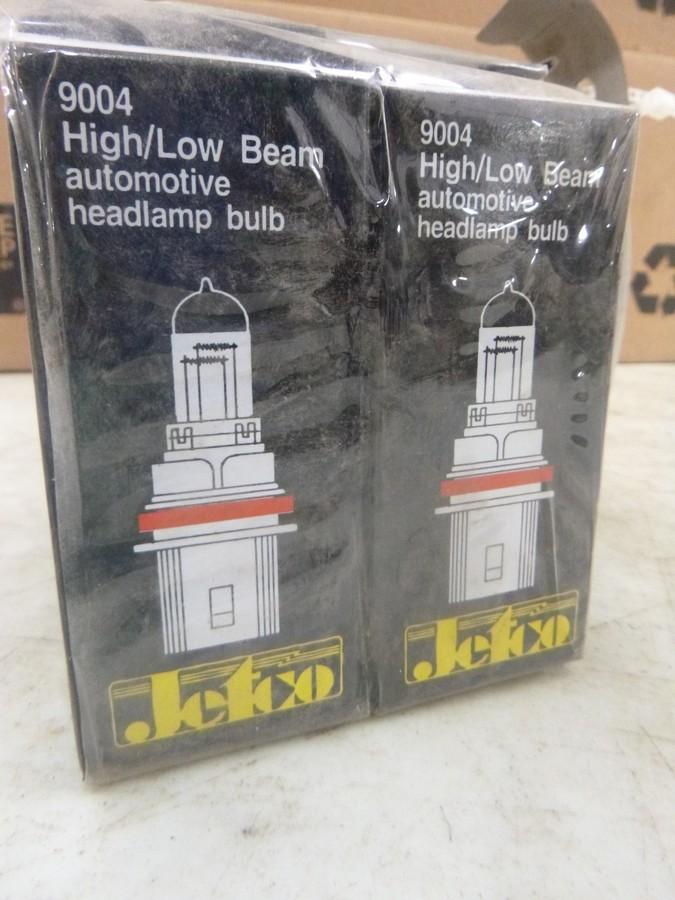 9004
High/Low Beam
automotive
headlamp bulb
Jetco
9004
High/Low Beam
automotive
headlamp bulb
Jetco